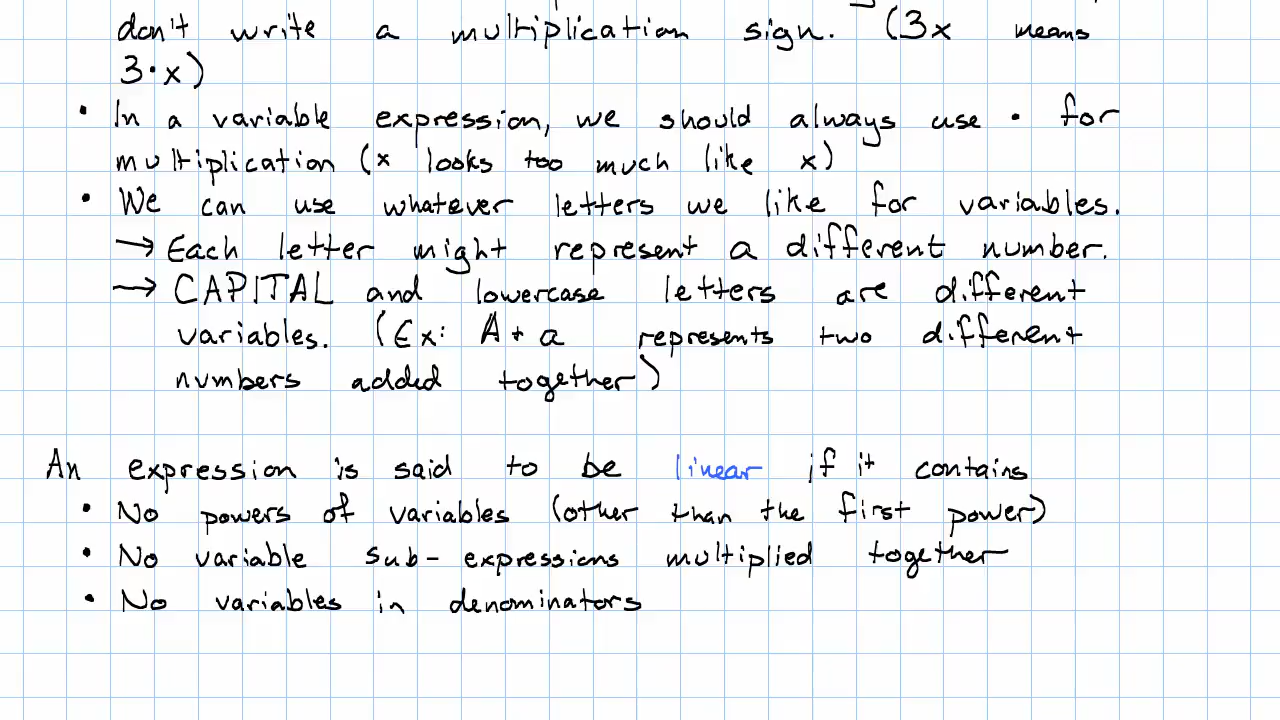 don't write a multiplication sign. (3x means
3·x)
• In a variable expression, we should always use · for
multiplication (× looks too much like x)
• We can use whatever letters we like for variables.
→ Each letter might represent a different number.
→ CAPITAL and lowercase letters are different
variables. (Ex: A + a represents two different
numbers added together)
An expression is said to be linear if it contains
• No powers of variables (other than the first power)
• No variable sub-expressions multiplied together
• No variables in denominators